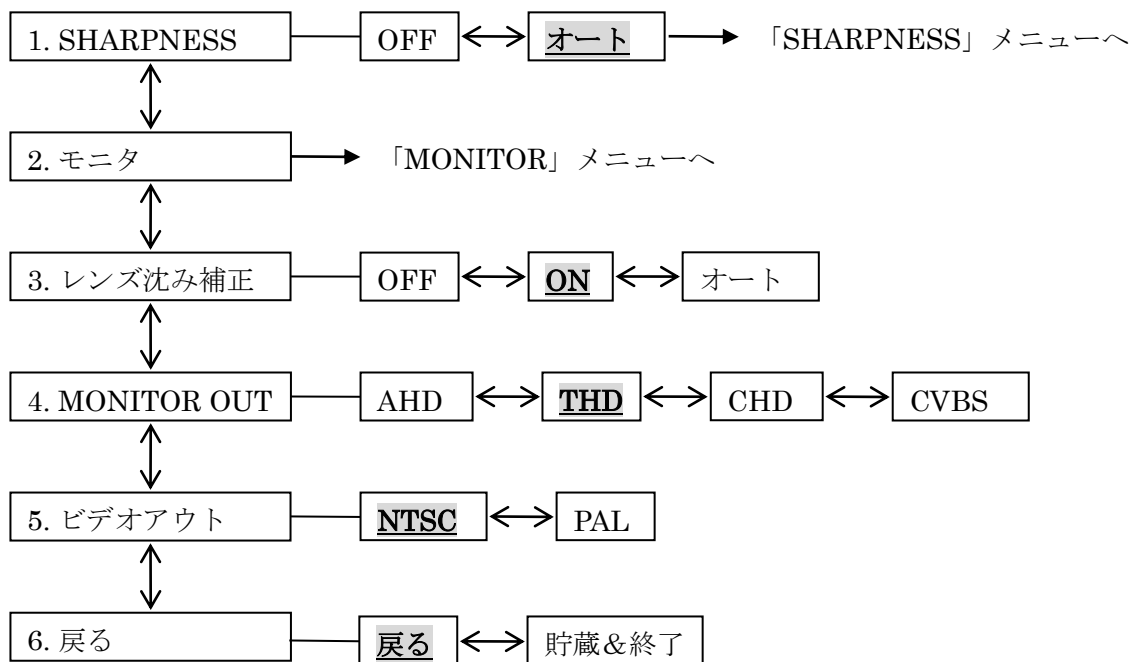 1. SHARPNESS OFF オート 「SHARPNESS」メニューへ
2. モニタ 「MONITOR」メニューへ
3. レンズ沈み補正 OFF ON オート
4. MONITOR OUT AHD THD CHD CVBS
5. ビデオアウト NTSC PAL
6. 戻る 戻る 貯蔵＆終了